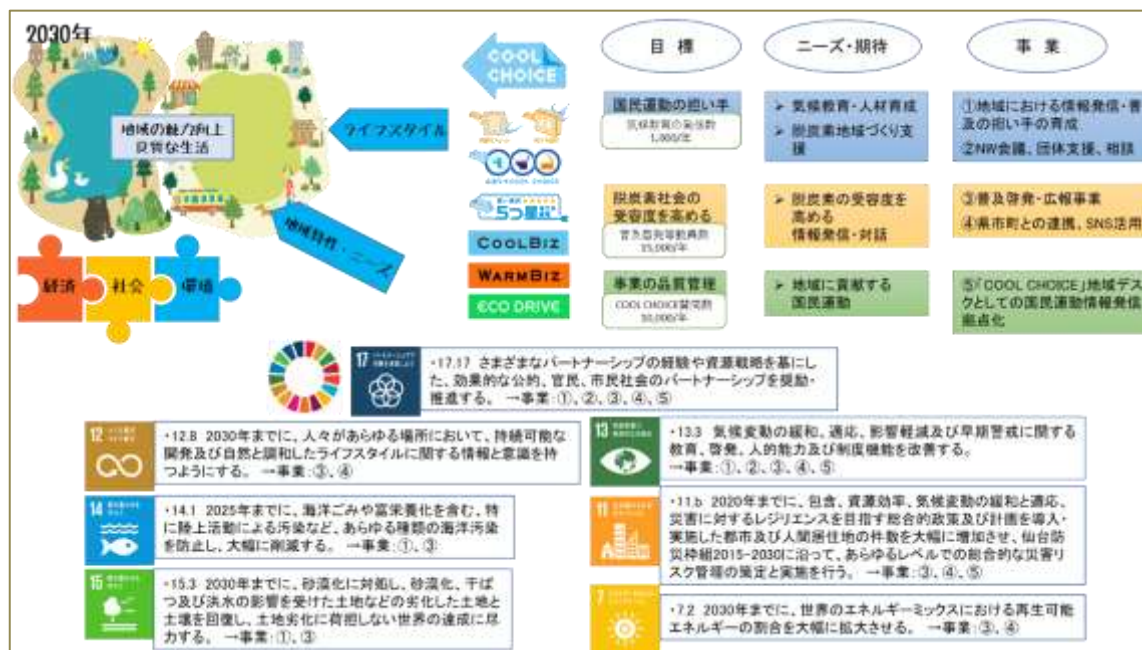 2030年
地域の魅力向上
良質な生活
ライフスタイル
地域特性・ニーズ
経済
社会
環境
COOL
CHOICE
5つ星
COOLBIZ
WARMBIZ
ECO DRIVE
目標
ニーズ・期待
事業
国民運動の担い手
気候教育の発信数
1,000/年
➢ 気候教育・人材育成
➢ 脱炭素地域づくり支
援
①地域における情報発信・普
及の担い手の育成
②NW会議、団体支援、相談
脱炭素社会の
受容度を高める
普及啓発等動員数
15,000/年
➢ 脱炭素の受容度を
高める
情報発信・対話
③普及啓発・広報事業
④県市町との連携、SNS活用
事業の品質管理
COOL CHOICE賛同数
10,000/年
➢ 地域に貢献する
国民運動
⑤「COOL CHOICE」地域デス
クとしての国民運動情報発信
拠点化
17
・17.17 さまざまなパートナーシップの経験や資源戦略を基にし
た、効果的な公的、官民、市民社会のパートナーシップを奨励・
推進する。 →事業:①、②、③、④、⑤
12
・12.8 2030年までに、人々があらゆる場所において、持続可能な
開発及び自然と調和したライフスタイルに関する情報と意識を持
つようにする。 →事業:③、④
13
・13.3 気候変動の緩和、適応、影響軽減及び早期警戒に関する
教育、啓発、人的能力及び制度機能を改善する。
→事業:①、②、③、④、⑤
14
・14.1 2025年までに、海洋ごみや富栄養化を含む、特
に陸上活動による汚染など、あらゆる種類の海洋汚染
を防止し、大幅に削減する。 →事業:①、③
11
・11.b 2020年までに、包含、資源効率、気候変動の緩和と適応、
災害に対するレジリエンスを目指す総合的政策及び計画を導入・
実施した都市及び人間居住地の件数を大幅に増加させ、仙台防
災枠組2015-2030に沿って、あらゆるレベルでの総合的な災害リ
スク管理の策定と実施を行う。 →事業:③、④、⑤
15
・15.3 2030年までに、砂漠化に対処し、砂漠化、干ば
つ及び洪水の影響を受けた土地などの劣化した土地と
土壌を回復し、土地劣化に荷担しない世界の達成に尽
力する。 →事業:①、③
7
・7.2 2030年までに、世界のエネルギーミックスにおける再生可能
エネルギーの割合を大幅に拡大させる。 →事業:③、④